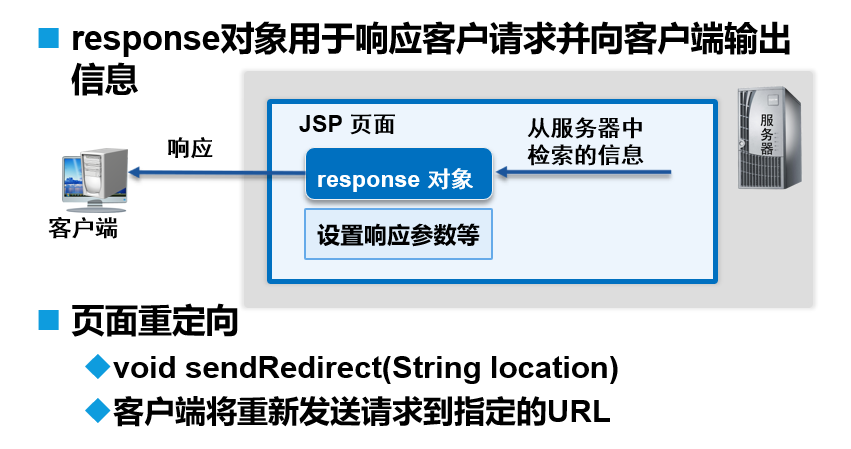 response对象用于响应客户请求并向客户端输出
信息
JSP 页面
从服务器中
检索的信息
服务器
响应
response 对象
客户端
设置响应参数等
页面重定向
void sendRedirect(String location)
客户端将重新发送请求到指定的URL